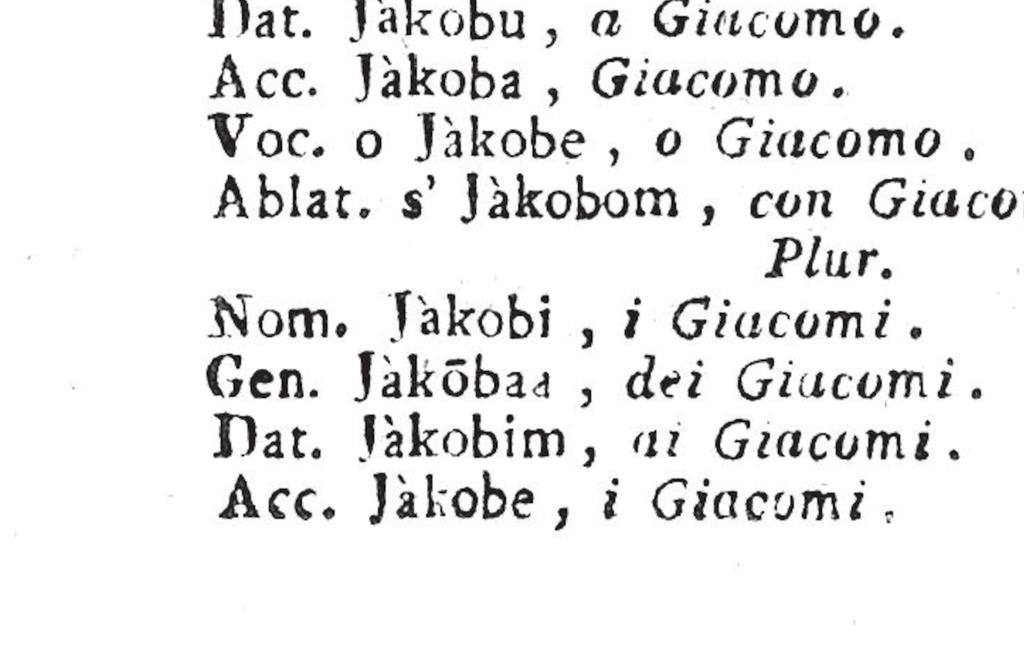 Dat. Jàkobu, a Giacomo.
Acc. Jàkoba, Giacomo.
Voc. o Jàkobe, o Giacomo.
Ablat. s' Jàkobom, con Giaco
Plur.
Nom. Jàkobi, i Giacomi.
Gen. Jàkōbaa, dei Giacomi.
Dat. Jàkobim, ai Giacomi.
Acc. Jàkobe, i Giacomi.